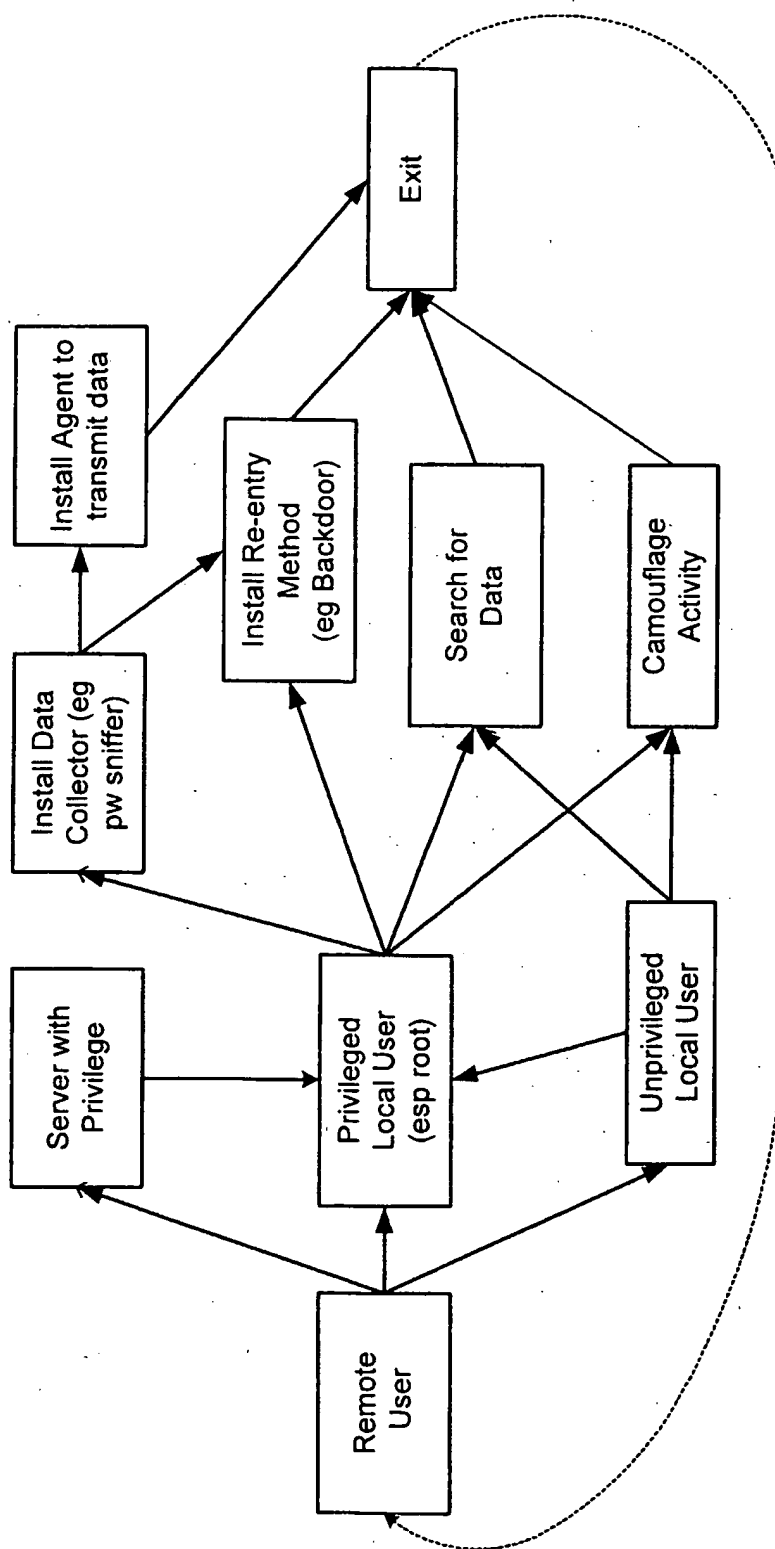 Remote
User
Server with
Privilege
Privileged
Local User
(esp root)
Unprivileged
Local User
Install Data
Collector (eg
pw sniffer)
Install Agent to
transmit data
Install Re-entry
Method
(eg Backdoor)
Search for
Data
Camouflage
Activity
Exit